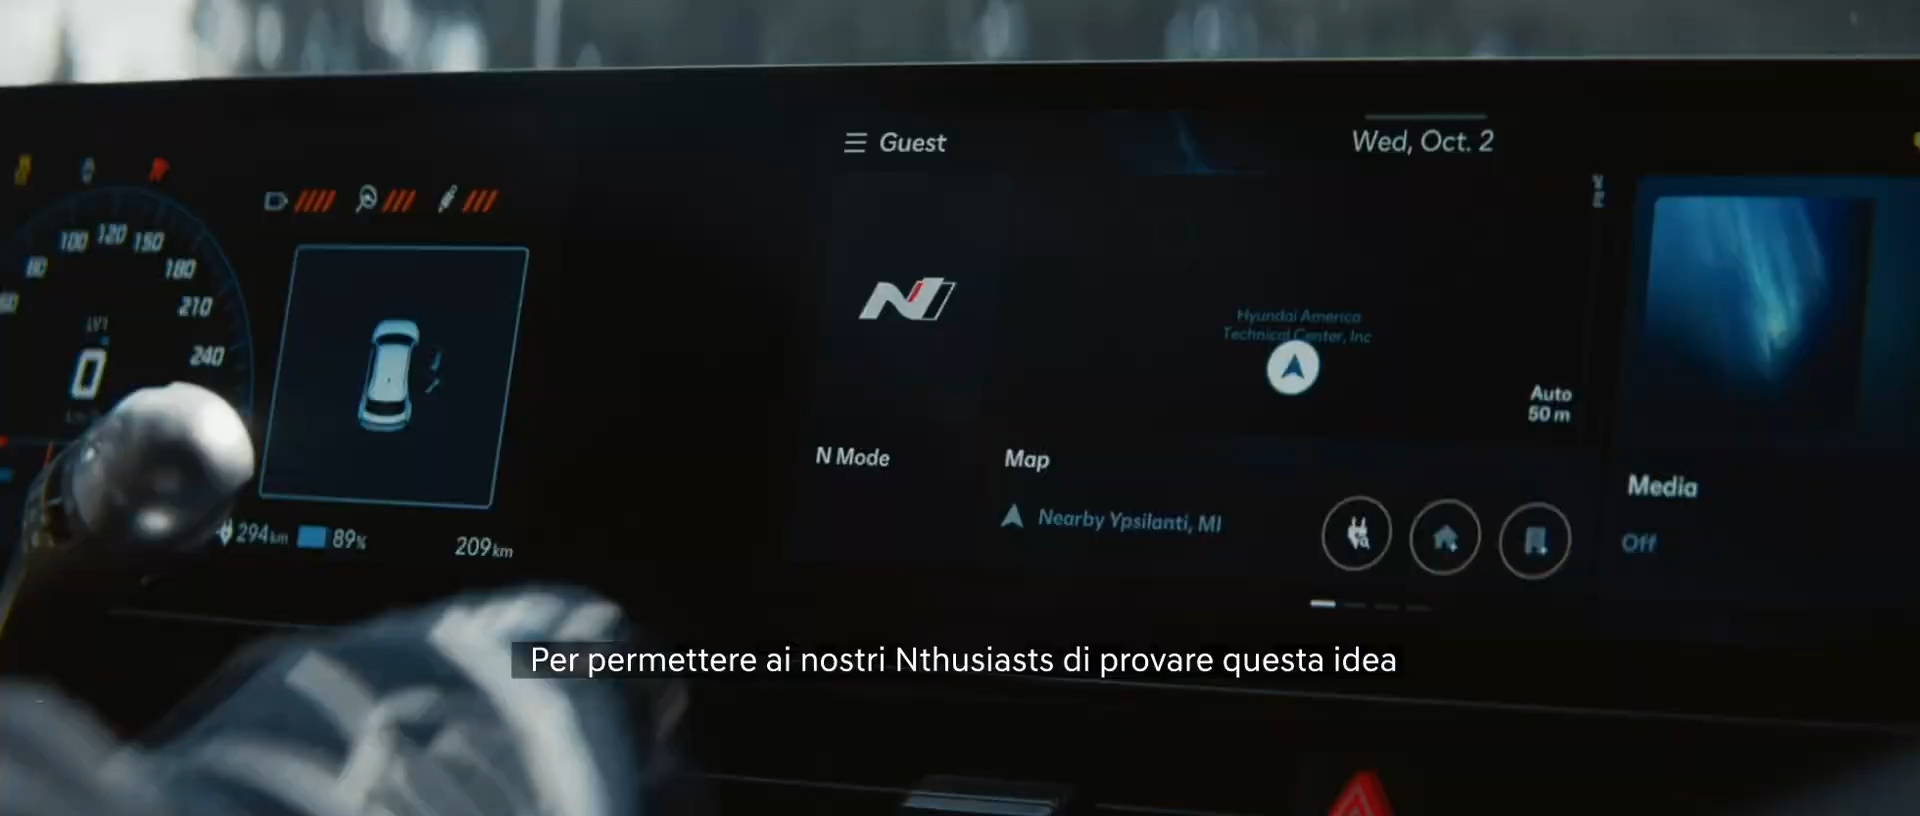 Guest
Wed, Oct. 2
80
100
120
150
180
210
240
0
Hyundai America
Technical Center, Inc
Auto
50 m
N Mode
Map
Nearby Ypsilanti, MI
Media
Off
294km
89%
209km
Per permettere ai nostri Nthusiasts di provare questa idea